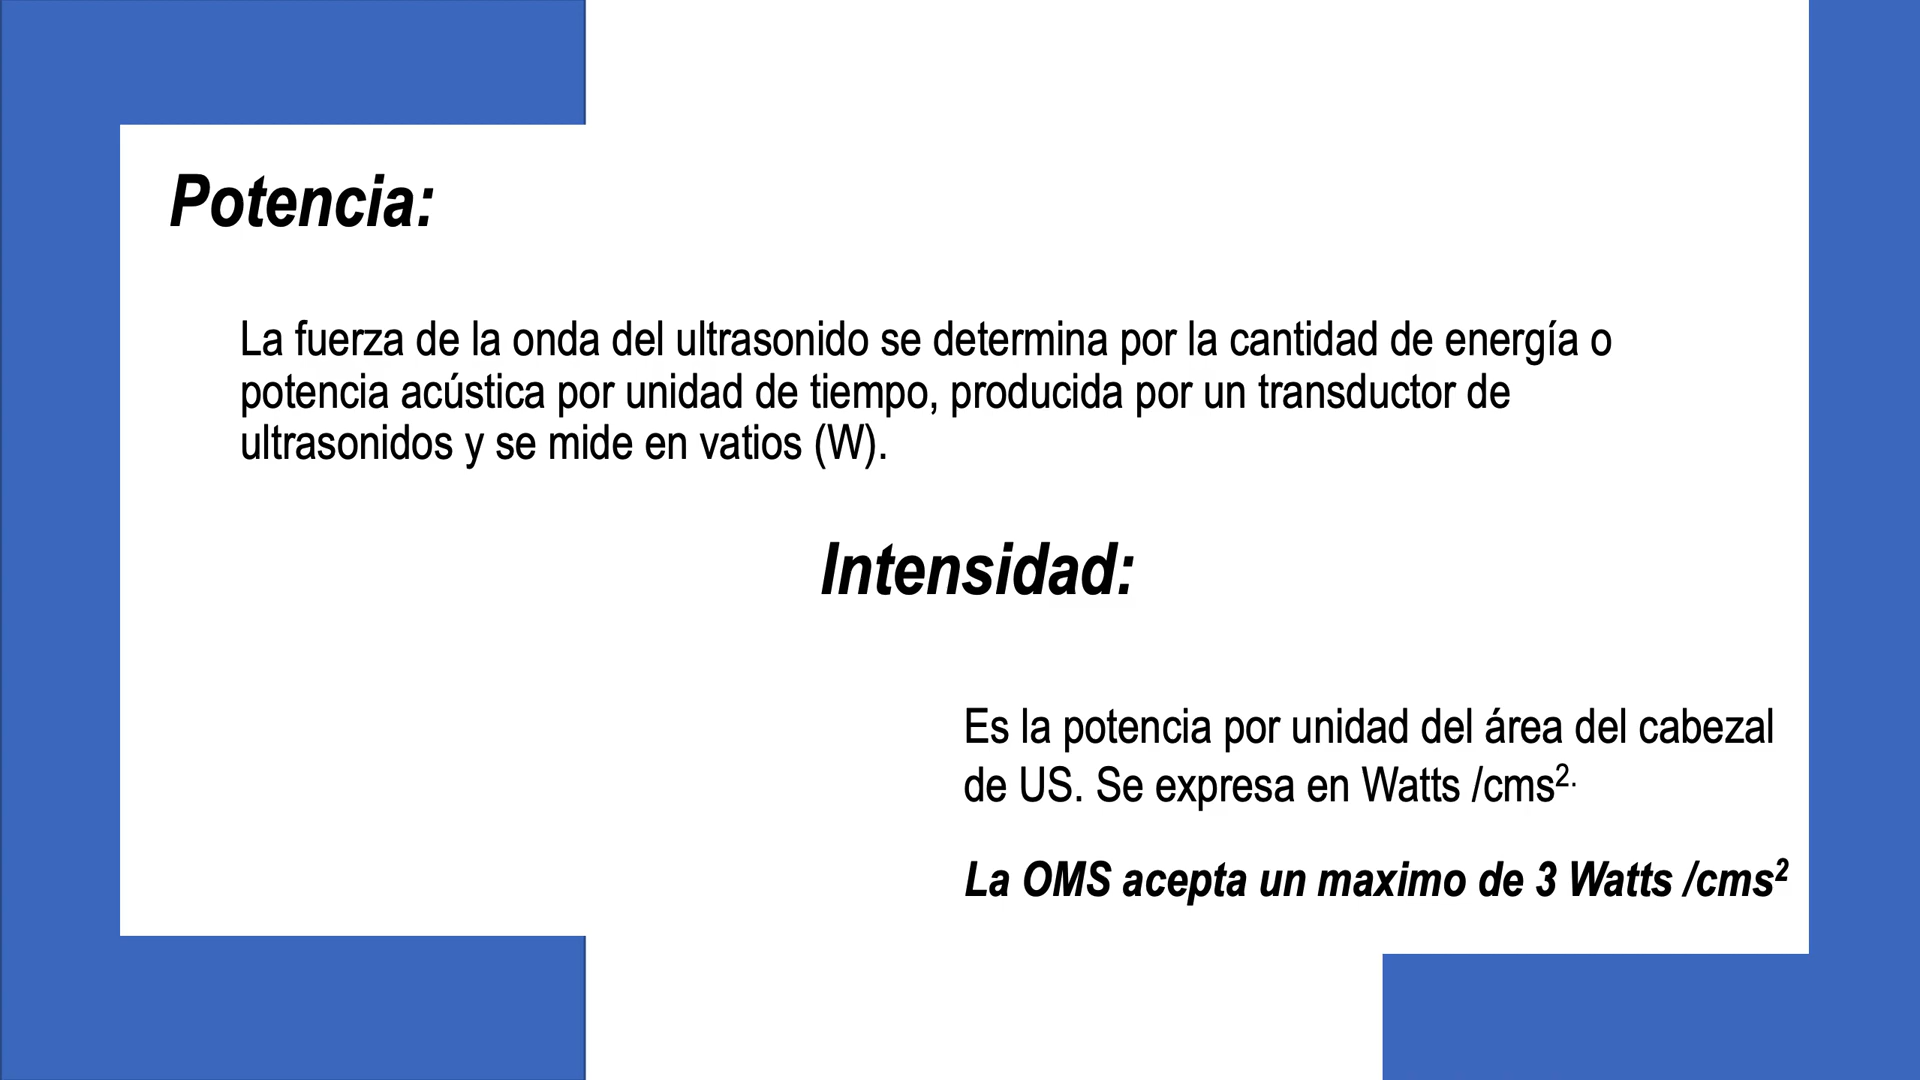 Potencia:
La fuerza de la onda del ultrasonido se determina por la cantidad de energía o
potencia acústica por unidad de tiempo, producida por un transductor de
ultrasonidos y se mide en vatios (W).
Intensidad:
Es la potencia por unidad del área del cabezal
de US. Se expresa en Watts /cms².
La OMS acepta un maximo de 3 Watts /cms²